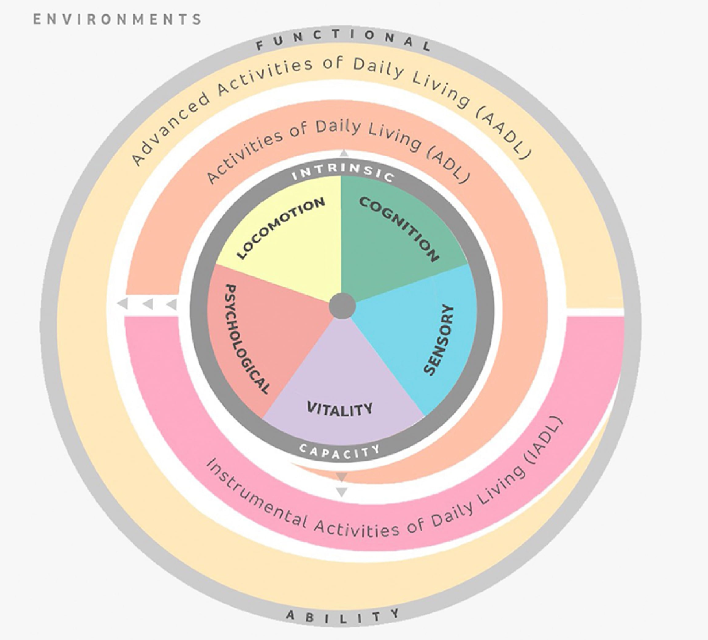 ENVIRONMENTS
FUNCTIONAL
Advanced Activities of Daily Living (AADL)
Activities of Daily Living (ADL)
INTRINSIC
LOCOMOTION
COGNITION
PSYCHOLOGICAL
SENSORY
VITALITY
CAPACITY
Instrumental Activities of Daily Living (IADL)
ABILITY